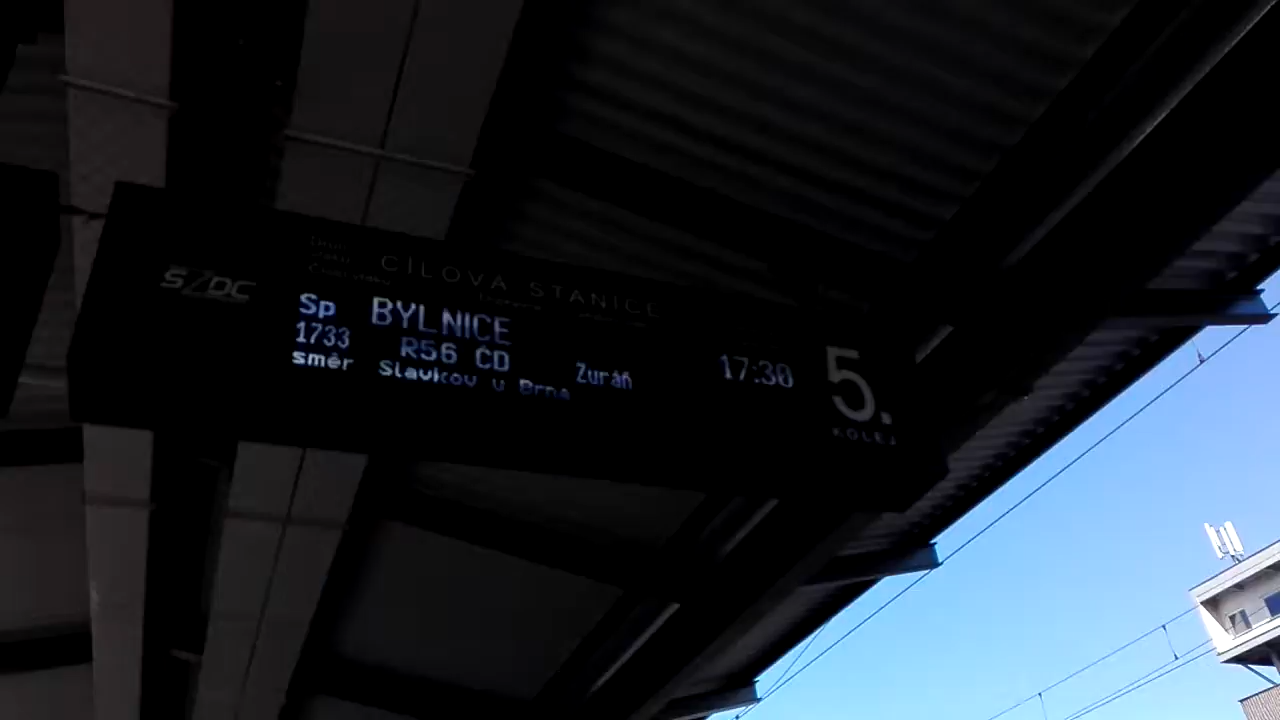 SŽDC
CÍLOVÁ STANICE
Sp BYLNICE
1733 R56 ČD Zuráň 17:30
směr Slavkov u Brna
5.
KOLEJ